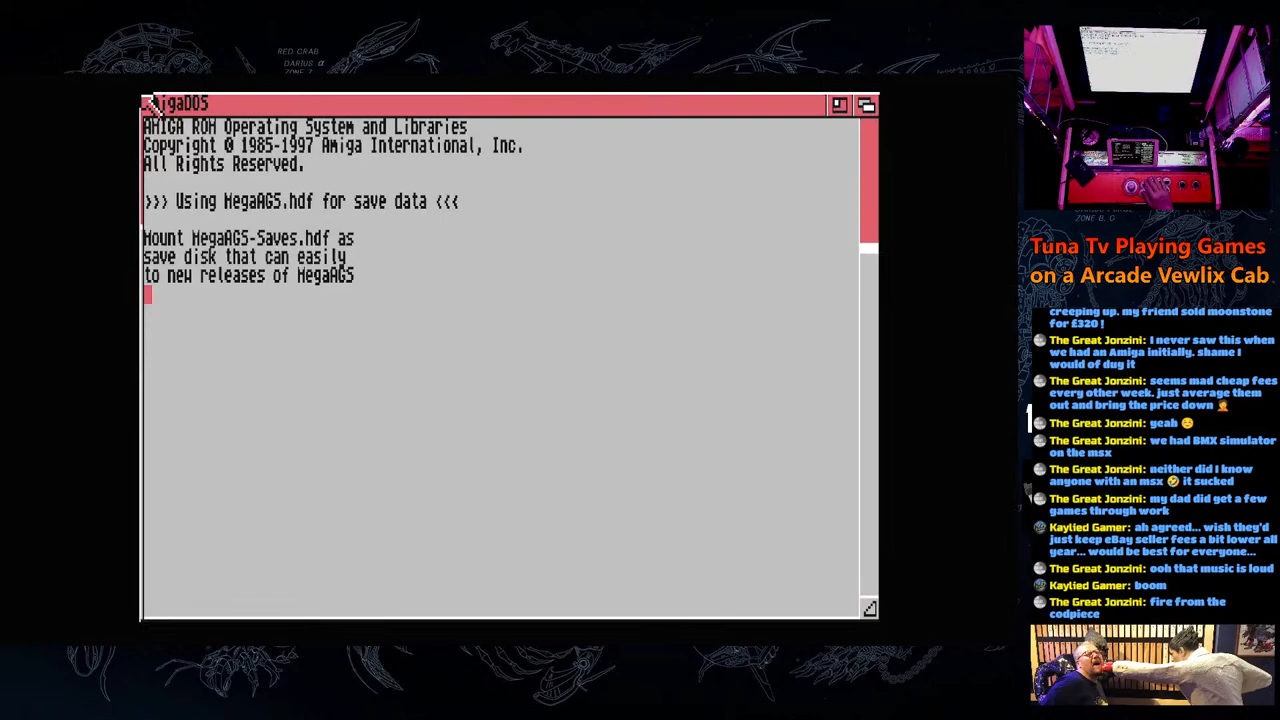 RED CRAB
DARIUS α
ZONE Z
AmigaDOS
AMIGA ROM Operating System and Libraries
Copyright © 1985-1997 Amiga International, Inc.
All Rights Reserved.
>>> Using MegaAGS.hdf for save data <<<
Mount MegaAGS-Saves.hdf as
save disk that can easily
to new releases of MegaAGS
ZONE B. D
Tuna Tv Playing Games
on a Arcade Vewlix Cab
creeping up. my friend sold moonstone
for £320 !
The Great Jonzini: I never saw this when
we had an Amiga initially. shame I
would of dug it
The Great Jonzini: seems mad cheap fees
every other week. just average them
out and bring the price down 🤦
The Great Jonzini: yeah ☺️
The Great Jonzini: we had BMX simulator
on the msx
The Great Jonzini: neither did I know
anyone with an msx 🤣 it sucked
The Great Jonzini: my dad did get a few
games through work
Kaylied Gamer: ah agreed... wish they'd
just keep eBay seller fees a bit lower all
year... would be best for everyone...
The Great Jonzini: ooh that music is loud
Kaylied Gamer: boom
The Great Jonzini: fire from the
codpiece